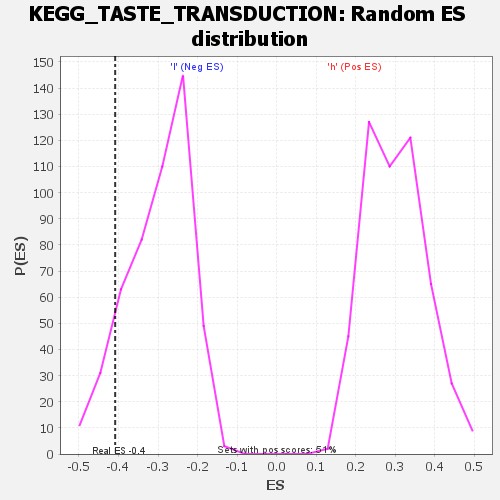 KEGG_TASTE_TRANSDUCTION: Random ES
distribution
'l' (Neg ES)
'h' (Pos ES)
150
140
130
120
110
100
90
80
70
60
50
40
30
20
10
0
P(ES)
Real ES -0.4
Sets with pos scores: 51%
-0.5 -0.4 -0.3 -0.2 -0.1 0.0 0.1 0.2 0.3 0.4 0.5
ES